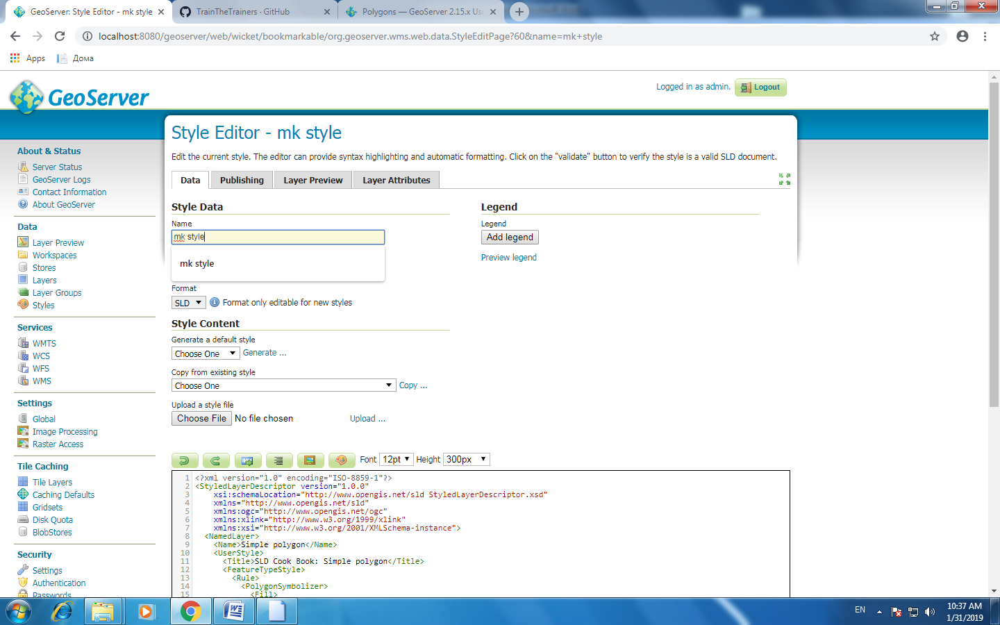 GeoServer: Style Editor - mk style
TrainTheTrainers · GitHub
Polygons — GeoServer 2.15.x Us
localhost:8080/geoserver/web/wicket/bookmarkable/org.geoserver.wms.web.data.StyleEditPage?60&name=mk+style
Apps
Дома
GeoServer
Logged in as admin.
Logout
Style Editor - mk style
Edit the current style. The editor can provide syntax highlighting and automatic formatting. Click on the "validate" button to verify the style is a valid SLD document.
Data
Publishing
Layer Preview
Layer Attributes
About & Status
Server Status
GeoServer Logs
Contact Information
About GeoServer
Data
Layer Preview
Workspaces
Stores
Layers
Layer Groups
Styles
Services
WMTS
WCS
WFS
WMS
Settings
Global
Image Processing
Raster Access
Tile Caching
Tile Layers
Caching Defaults
Gridsets
Disk Quota
BlobStores
Security
Settings
Authentication
Passwords
Style Data
Name
mk style
mk style
Format
SLD
Format only editable for new styles
Legend
Legend
Add legend
Preview legend
Style Content
Generate a default style
Choose One
Generate ...
Copy from existing style
Choose One
Copy ...
Upload a style file
Choose File No file chosen
Upload ...
Font 12pt Height 300px
1 <?xml version="1.0" encoding="ISO-8859-1"?>
2 <StyledLayerDescriptor version="1.0.0"
3 xsi:schemaLocation="http://www.opengis.net/sld StyledLayerDescriptor.xsd"
4 xmlns="http://www.opengis.net/sld"
5 xmlns:ogc="http://www.opengis.net/ogc"
6 xmlns:xlink="http://www.w3.org/1999/xlink"
7 xmlns:xsi="http://www.w3.org/2001/XMLSchema-instance">
8 <NamedLayer>
9 <Name>Simple polygon</Name>
10 <UserStyle>
11 <Title>SLD Cook Book: Simple polygon</Title>
12 <FeatureTypeStyle>
13 <Rule>
14 <PolygonSymbolizer>
15 <Fill>
EN
10:37 AM
1/31/2019